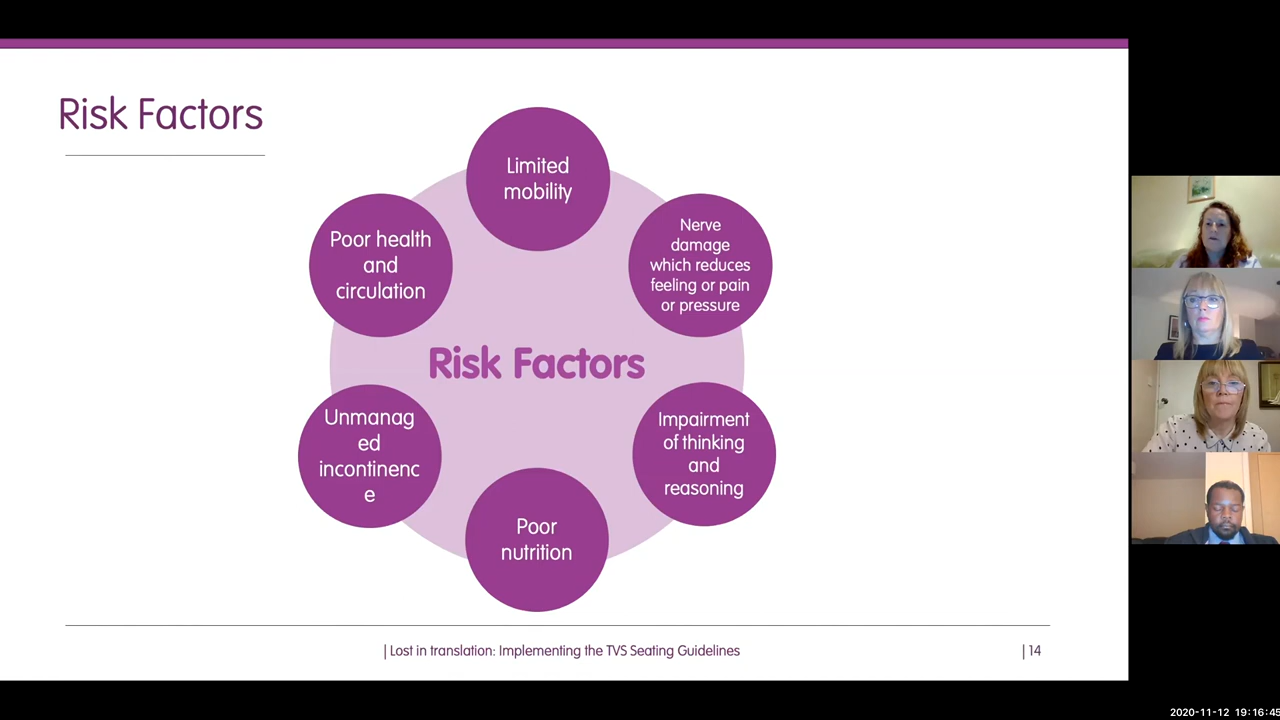 Risk Factors
Limited
mobility
Nerve
damage
which reduces
feeling or pain
or pressure
Impairment
of thinking
and
reasoning
Poor
nutrition
Unmanag
ed
incontinenc
e
Poor health
and
circulation
Risk Factors
| Lost in translation: Implementing the TVS Seating Guidelines
| 14
2020-11-12 19:16:45